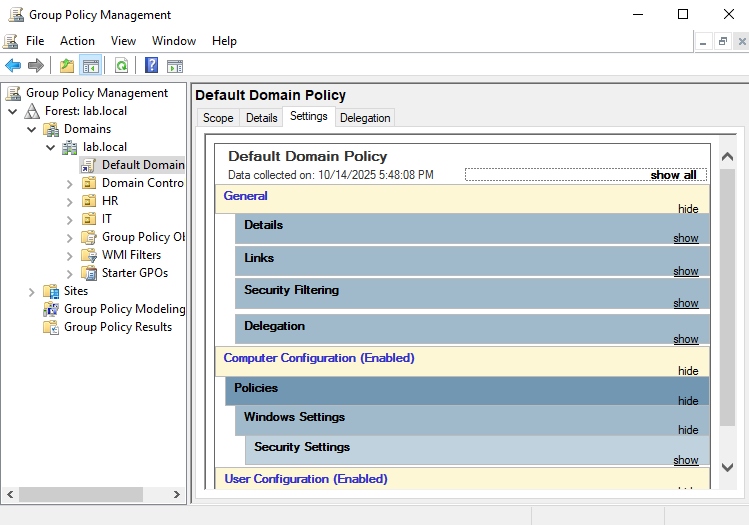 Group Policy Management
File Action View Window Help
Group Policy Management
Forest: lab.local
Domains
lab.local
Default Domain
Domain Contro
HR
IT
Group Policy Ob
WMI Filters
Starter GPOs
Sites
Group Policy Modeling
Group Policy Results
Default Domain Policy
Scope Details Settings Delegation
Default Domain Policy
Data collected on: 10/14/2025 5:48:08 PM show all
General
hide
Details
show
Links
show
Security Filtering
show
Delegation
show
Computer Configuration (Enabled)
hide
Policies
hide
Windows Settings
hide
Security Settings
show
User Configuration (Enabled)